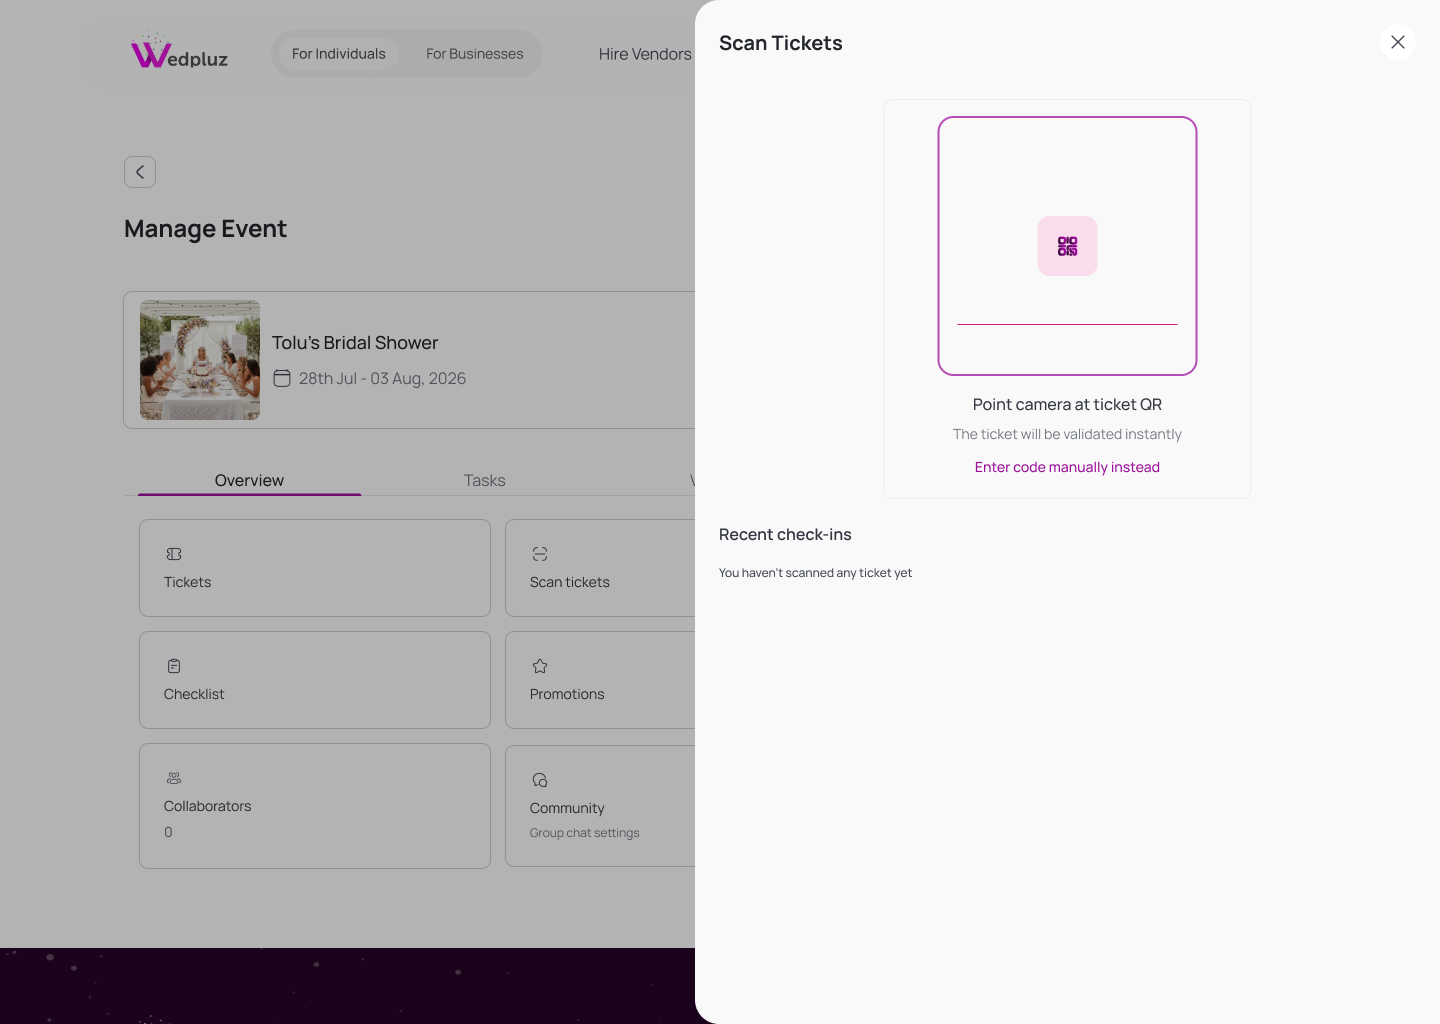 Wedpluz
For Individuals
For Businesses
Hire Vendors
Manage Event
Tolu's Bridal Shower
28th Jul - 03 Aug, 2026
Overview
Tasks
Tickets
Scan tickets
Checklist
Promotions
Collaborators
0
Community
Group chat settings
Scan Tickets
Point camera at ticket QR
The ticket will be validated instantly
Enter code manually instead
Recent check-ins
You haven't scanned any ticket yet